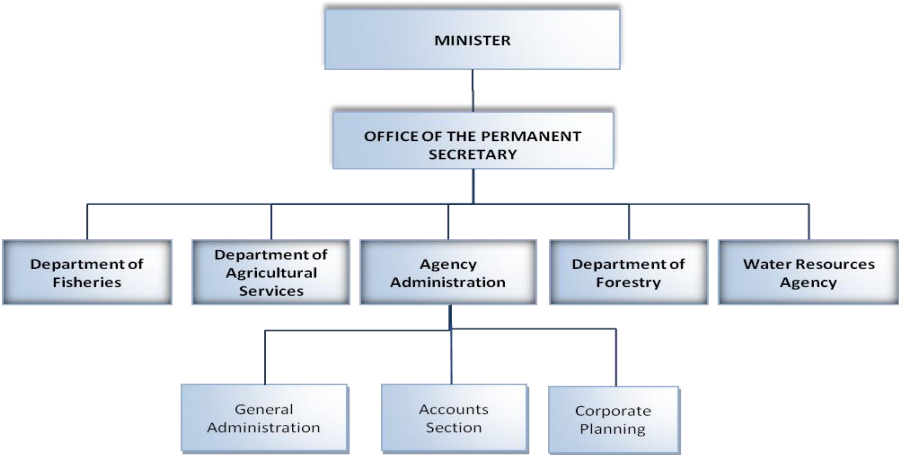 MINISTER
OFFICE OF THE PERMANENT
SECRETARY
Department of
Fisheries
Department of
Agricultural
Services
Agency
Administration
Department of
Forestry
Water Resources
Agency
General
Administration
Accounts
Section
Corporate
Planning